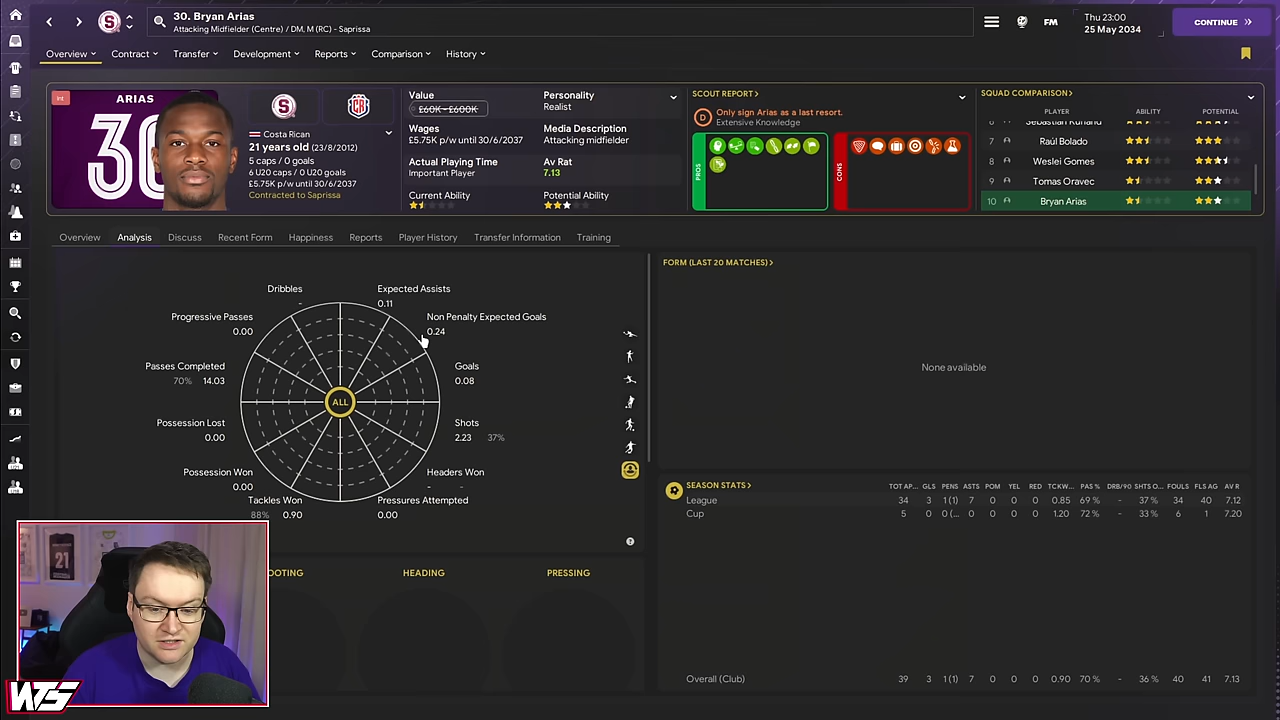 30. Bryan Arias
Attacking Midfielder (Centre) / DM, M (RC) - Saprissa
FM
Thu 23:00
25 May 2034
CONTINUE
Overview
Contract
Transfer
Development
Reports
Comparison
History
Int
ARIAS
Costa Rican
21 years old (23/8/2012)
5 caps / 0 goals
6 U20 caps / 0 U20 goals
£5.75K p/w until 30/6/2037
Contracted to Saprissa
Value
£60K - £600K
Wages
£5.75K p/w until 30/6/2037
Actual Playing Time
Important Player
Current Ability
Personality
Realist
Media Description
Attacking midfielder
Av Rat
7.13
Potential Ability
SCOUT REPORT
D
Only sign Arias as a last resort.
Extensive Knowledge
PROS
CONS
SQUAD COMPARISON
PLAYER ABILITY POTENTIAL
7 Raúl Bolado
8 Weslei Gomes
9 Tomas Oravec
10 Bryan Arias
Overview
Analysis
Discuss
Recent Form
Happiness
Reports
Player History
Transfer Information
Training
Dribbles
-
Expected Assists
0.11
Progressive Passes
0.00
Non Penalty Expected Goals
0.24
Passes Completed
70% 14.03
Goals
0.08
ALL
Possession Lost
0.00
Shots
2.23 37%
Possession Won
0.00
Headers Won
- -
Tackles Won
88% 0.90
Pressures Attempted
0.00
OOTING
HEADING
PRESSING
FORM (LAST 20 MATCHES)
None available
SEASON STATS
TOT AP... GLS PENS ASTS POM YEL RED TCKW... PAS % DRB/90 SHTS O... FOULS FLS AG AV R
League 34 3 1 (1) 7 0 0 0 0.85 69 % - 37 % 34 40 7.12
Cup 5 0 0 (... 0 0 0 0 1.20 72 % - 33 % 6 1 7.20
Overall (Club) 39 3 1 (1) 7 0 0 0 0.90 70 % - 36 % 40 41 7.13
21
WTS